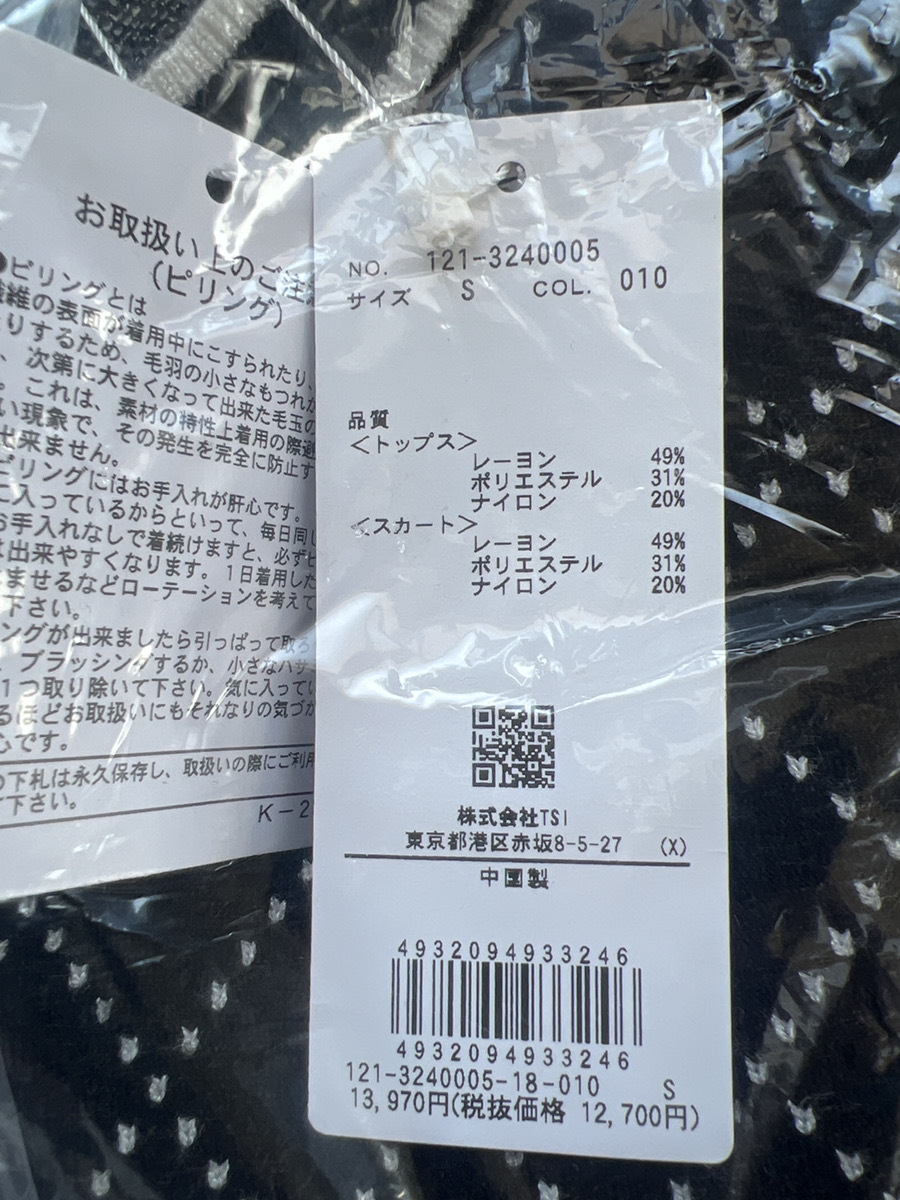 お取扱い上のご注
(ピリング)
●ピリングとは
繊維の表面が着用中にこすられたり、
りするため、毛羽の小さなもつれが
、次第に大きくなって出来た毛玉の
。これは、素材の特性上着用の際避
い現象で、その発生を完全に防止す
出来ません。
ピリングにはお手入れが肝心です。
に入っているからといって、毎日同じ
お手入れなしで着続けますと、必ずピ
は出来やすくなります。1日着用した
ませるなどローテーションを考えて
下さい。
ングが出来ましたら引っぱって取ら
、ブラッシングするか、小さなハサ
1つ取り除いて下さい。気に入ってい
るほどお取扱いにもそれなりの気づか
心です。
の下札は永久保存し、取扱いの際にご利用
て下さい。
K-2
NO. 121-3240005
サイズ S COL. 010
品質
<トップス>
レーヨン 49%
ポリエステル 31%
ナイロン 20%
<スカート>
レーヨン 49%
ポリエステル 31%
ナイロン 20%
株式会社TSI
東京都港区赤坂8-5-27 (X)
中国製
4932094933246
4932094933246
121-3240005-18-010 S
13,970円(税抜価格 12,700円)